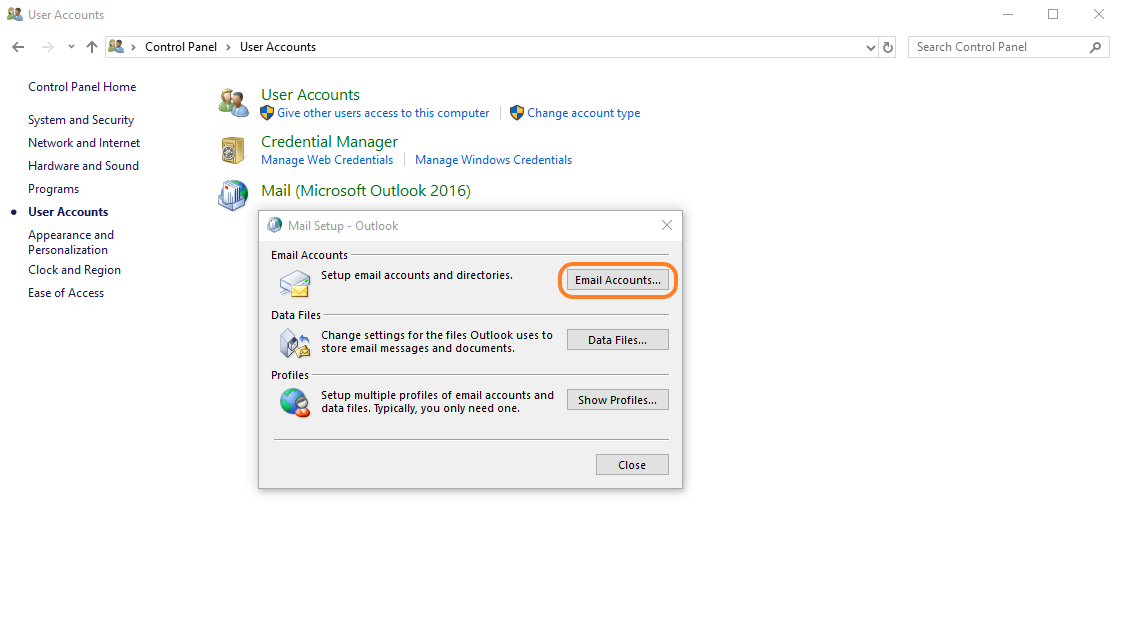 User Accounts
Control Panel > User Accounts
Search Control Panel
Control Panel Home
System and Security
Network and Internet
Hardware and Sound
Programs
User Accounts
Appearance and
Personalization
Clock and Region
Ease of Access
User Accounts
Give other users access to this computer
Change account type
Credential Manager
Manage Web Credentials
Manage Windows Credentials
Mail (Microsoft Outlook 2016)
Mail Setup - Outlook
Email Accounts
Setup email accounts and directories.
Email Accounts...
Data Files
Change settings for the files Outlook uses to
store email messages and documents.
Data Files...
Profiles
Setup multiple profiles of email accounts and
data files. Typically, you only need one.
Show Profiles...
Close